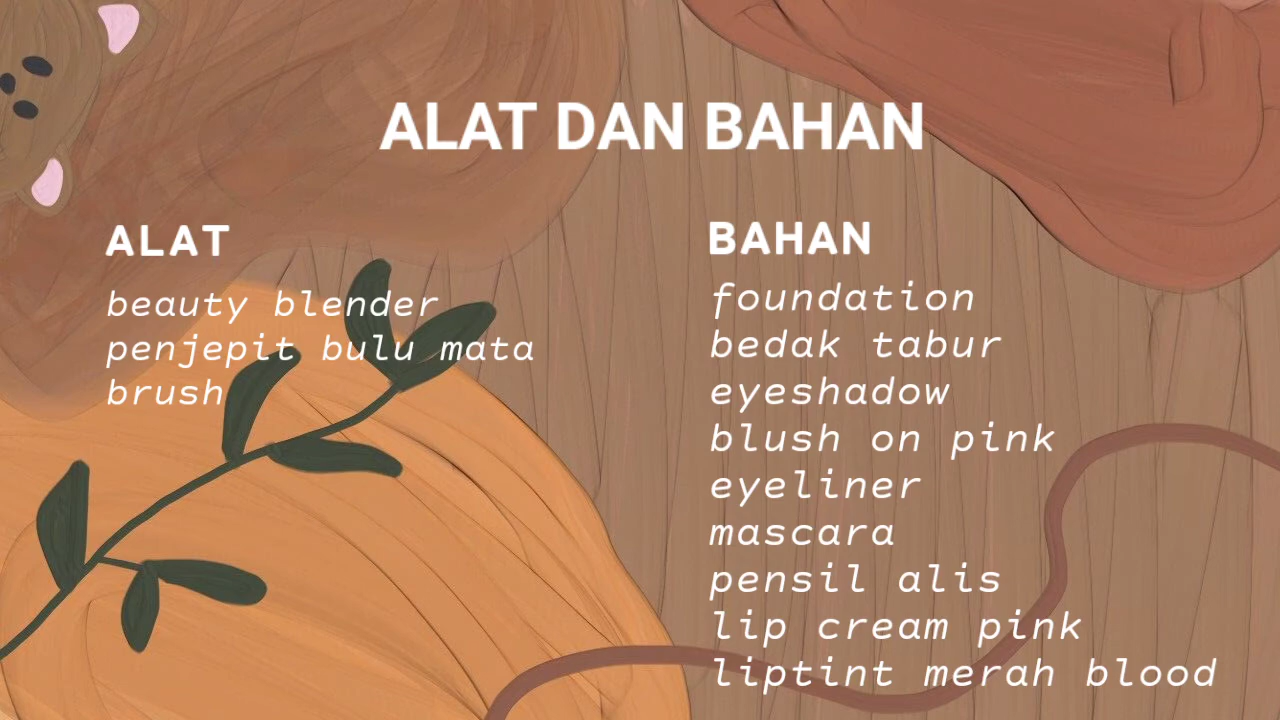 ALAT DAN BAHAN
ALAT
beauty blender
penjepit bulu mata
brush
BAHAN
foundation
bedak tabur
eyeshadow
blush on pink
eyeliner
mascara
pensil alis
lip cream pink
liptint merah blood